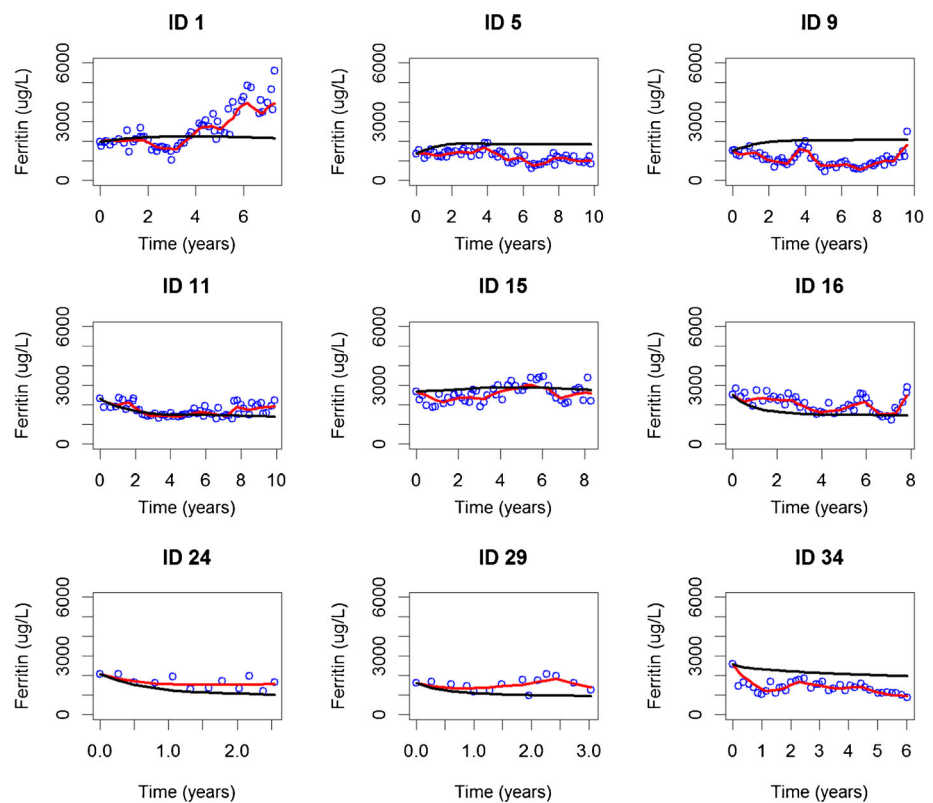 ID 1
Ferritin (ug/L)
0 3000 6000
0 2 4 6
Time (years)
ID 5
Ferritin (ug/L)
0 3000 6000
0 2 4 6 8 10
Time (years)
ID 9
Ferritin (ug/L)
0 3000 6000
0 2 4 6 8 10
Time (years)
ID 11
Ferritin (ug/L)
0 3000 6000
0 2 4 6 8 10
Time (years)
ID 15
Ferritin (ug/L)
0 3000 6000
0 2 4 6 8
Time (years)
ID 16
Ferritin (ug/L)
0 3000 6000
0 2 4 6 8
Time (years)
ID 24
Ferritin (ug/L)
0 3000 6000
0.0 1.0 2.0
Time (years)
ID 29
Ferritin (ug/L)
0 3000 6000
0.0 1.0 2.0 3.0
Time (years)
ID 34
Ferritin (ug/L)
0 3000 6000
0 1 2 3 4 5 6
Time (years)